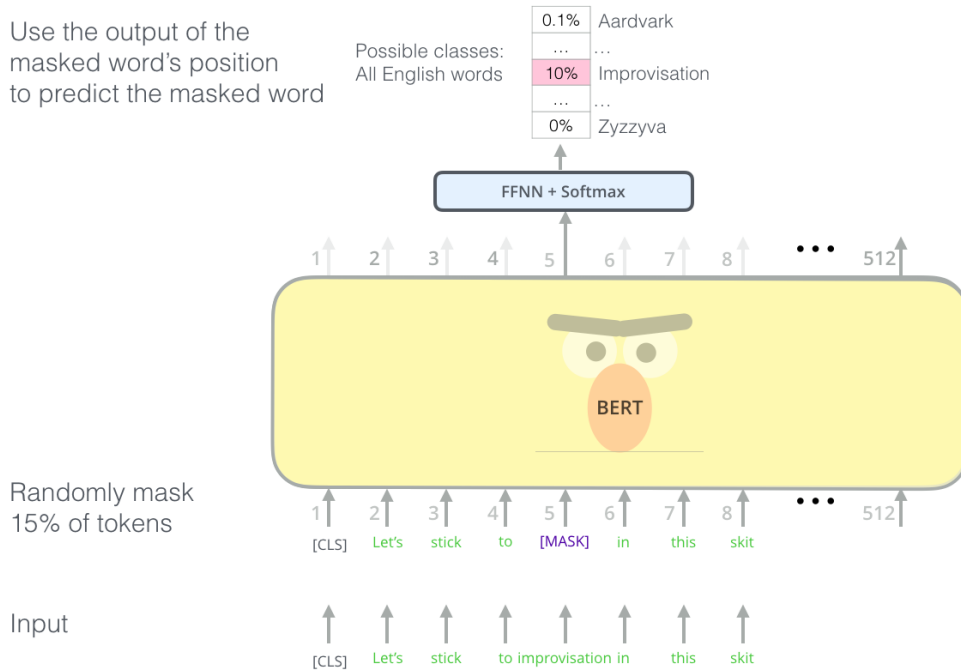 Use the output of the
masked word's position
to predict the masked word
Possible classes:
All English words
0.1% Aardvark
... ...
10% Improvisation
... ...
0% Zyzzyva
FFNN + Softmax
1 2 3 4 5 6 7 8 ... 512
BERT
Randomly mask
15% of tokens
1 2 3 4 5 6 7 8 ... 512
[CLS] Let's stick to [MASK] in this skit
Input
[CLS] Let's stick to improvisation in this skit